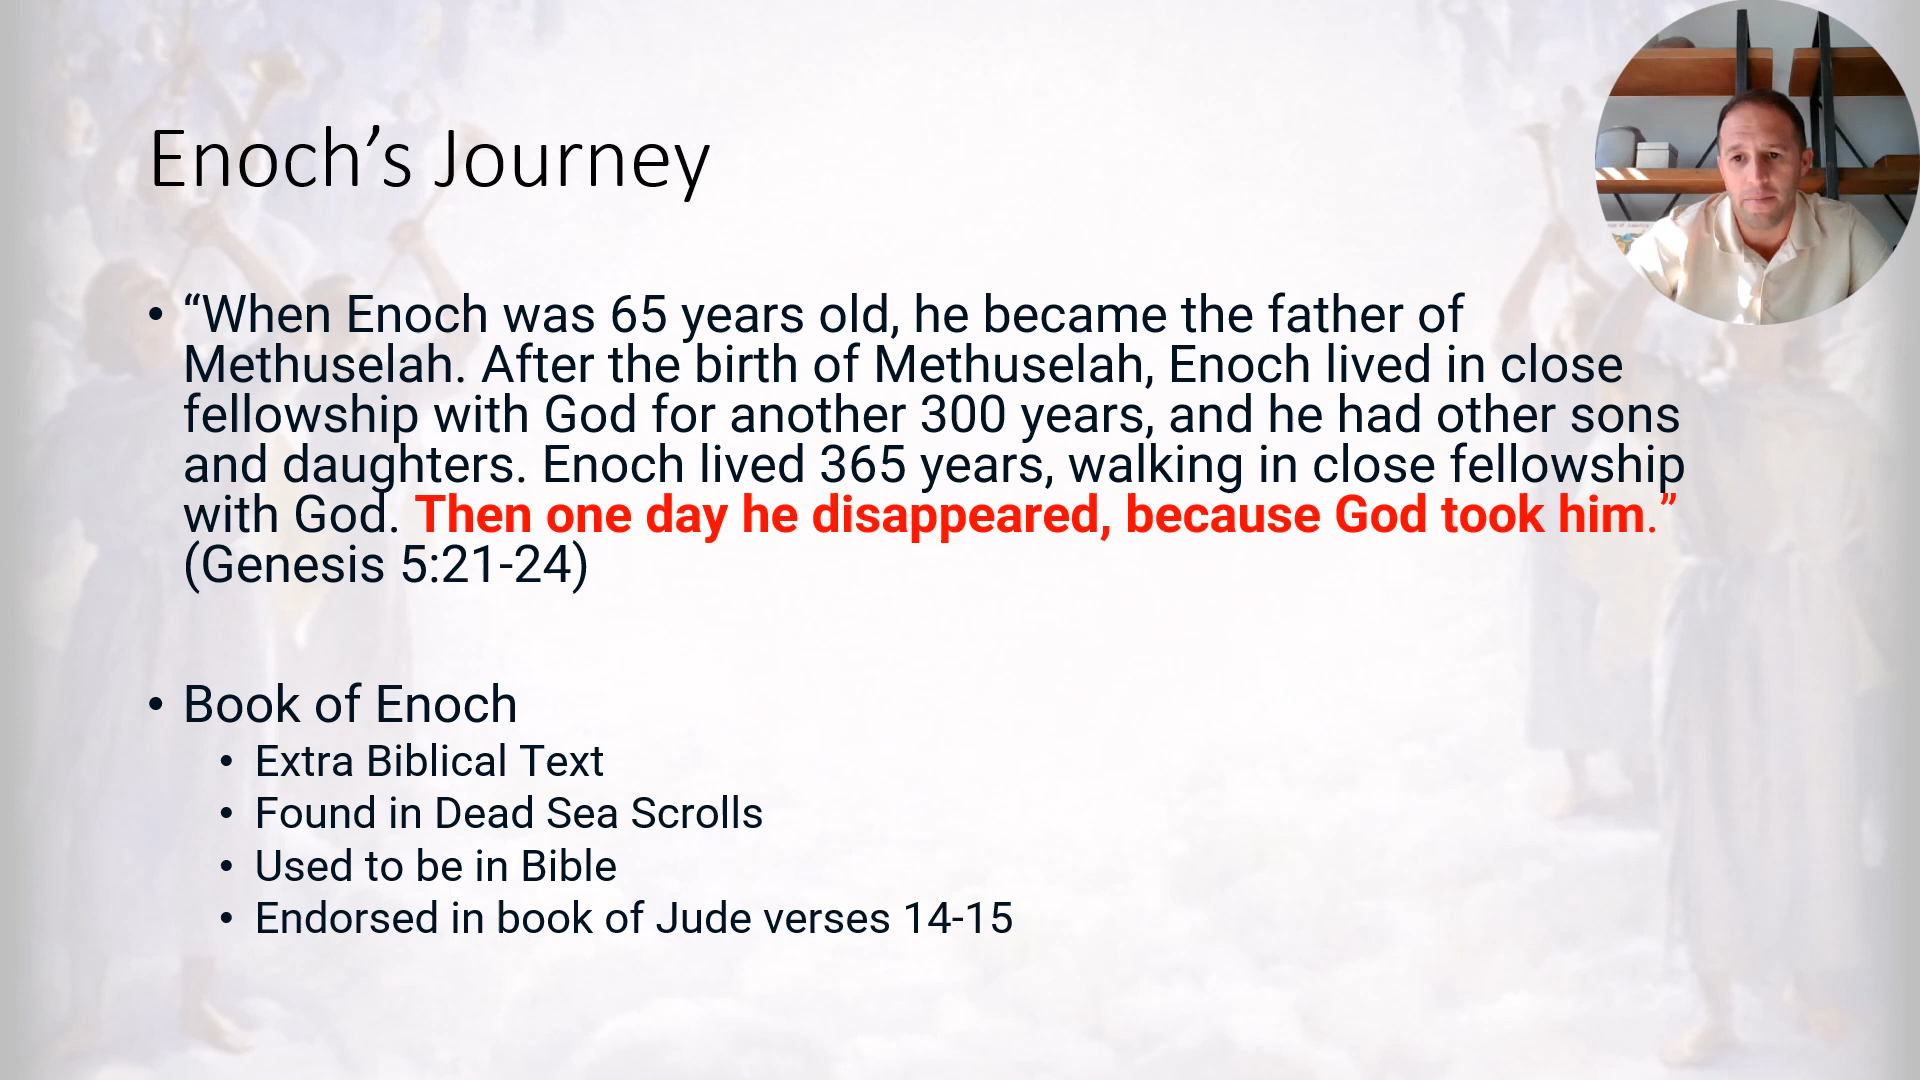 Enoch’s Journey
• “When Enoch was 65 years old, he became the father of
Methuselah. After the birth of Methuselah, Enoch lived in close
fellowship with God for another 300 years, and he had other sons
and daughters. Enoch lived 365 years, walking in close fellowship
with God. Then one day he disappeared, because God took him.”
(Genesis 5:21-24)
• Book of Enoch
• Extra Biblical Text
• Found in Dead Sea Scrolls
• Used to be in Bible
• Endorsed in book of Jude verses 14-15